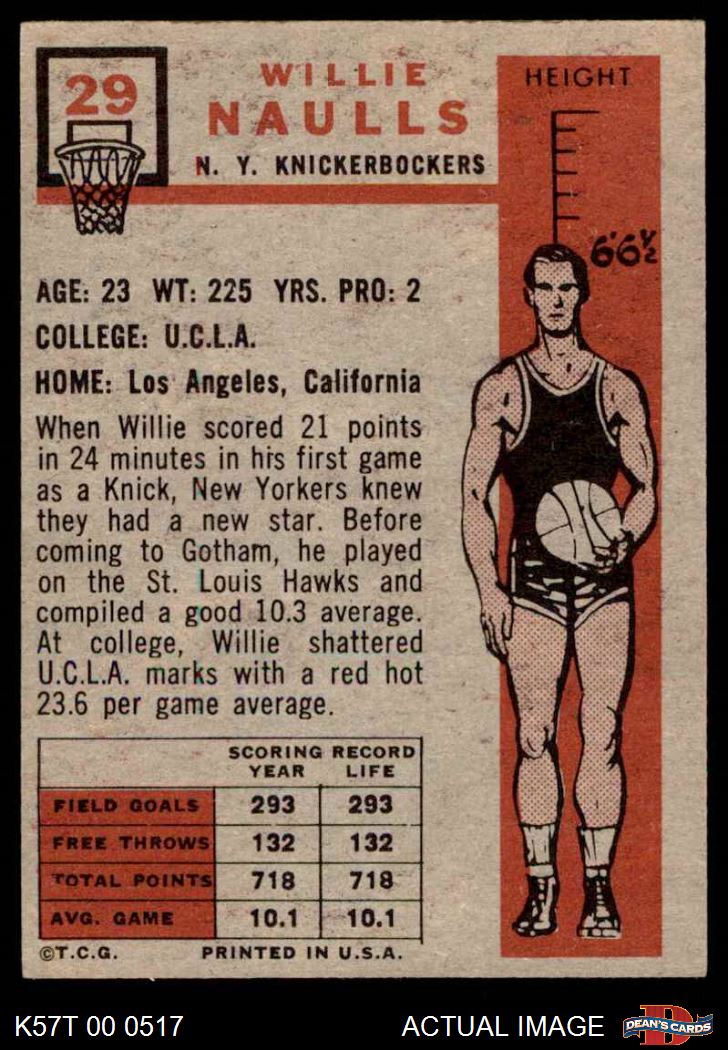 29
WILLIE
NAULLS
N. Y. KNICKERBOCKERS
HEIGHT
6'6½
AGE: 23 WT: 225 YRS. PRO: 2
COLLEGE: U.C.L.A.
HOME: Los Angeles, California
When Willie scored 21 points
in 24 minutes in his first game
as a Knick, New Yorkers knew
they had a new star. Before
coming to Gotham, he played
on the St. Louis Hawks and
compiled a good 10.3 average.
At college, Willie shattered
U.C.L.A. marks with a red hot
23.6 per game average.
SCORING RECORD
YEAR LIFE
FIELD GOALS 293 293
FREE THROWS 132 132
TOTAL POINTS 718 718
AVG. GAME 10.1 10.1
©T.C.G. PRINTED IN U.S.A.
K57T 00 0517 ACTUAL IMAGE
D
DEAN'S CARDS